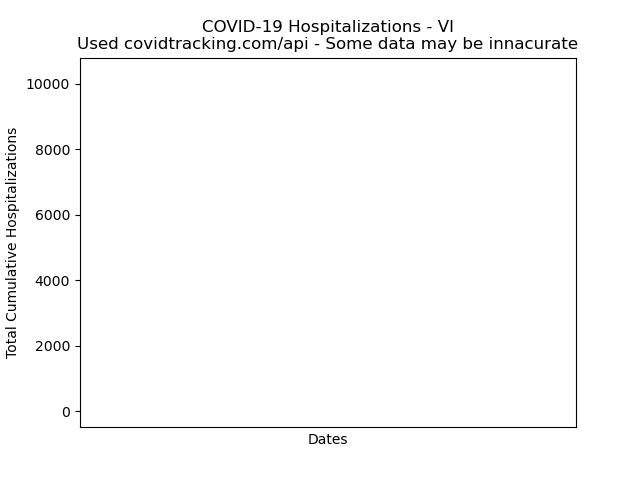 COVID-19 Hospitalizations - VI
Used covidtracking.com/api - Some data may be innacurate
10000
8000
6000
4000
2000
0
Total Cumulative Hospitalizations
Dates